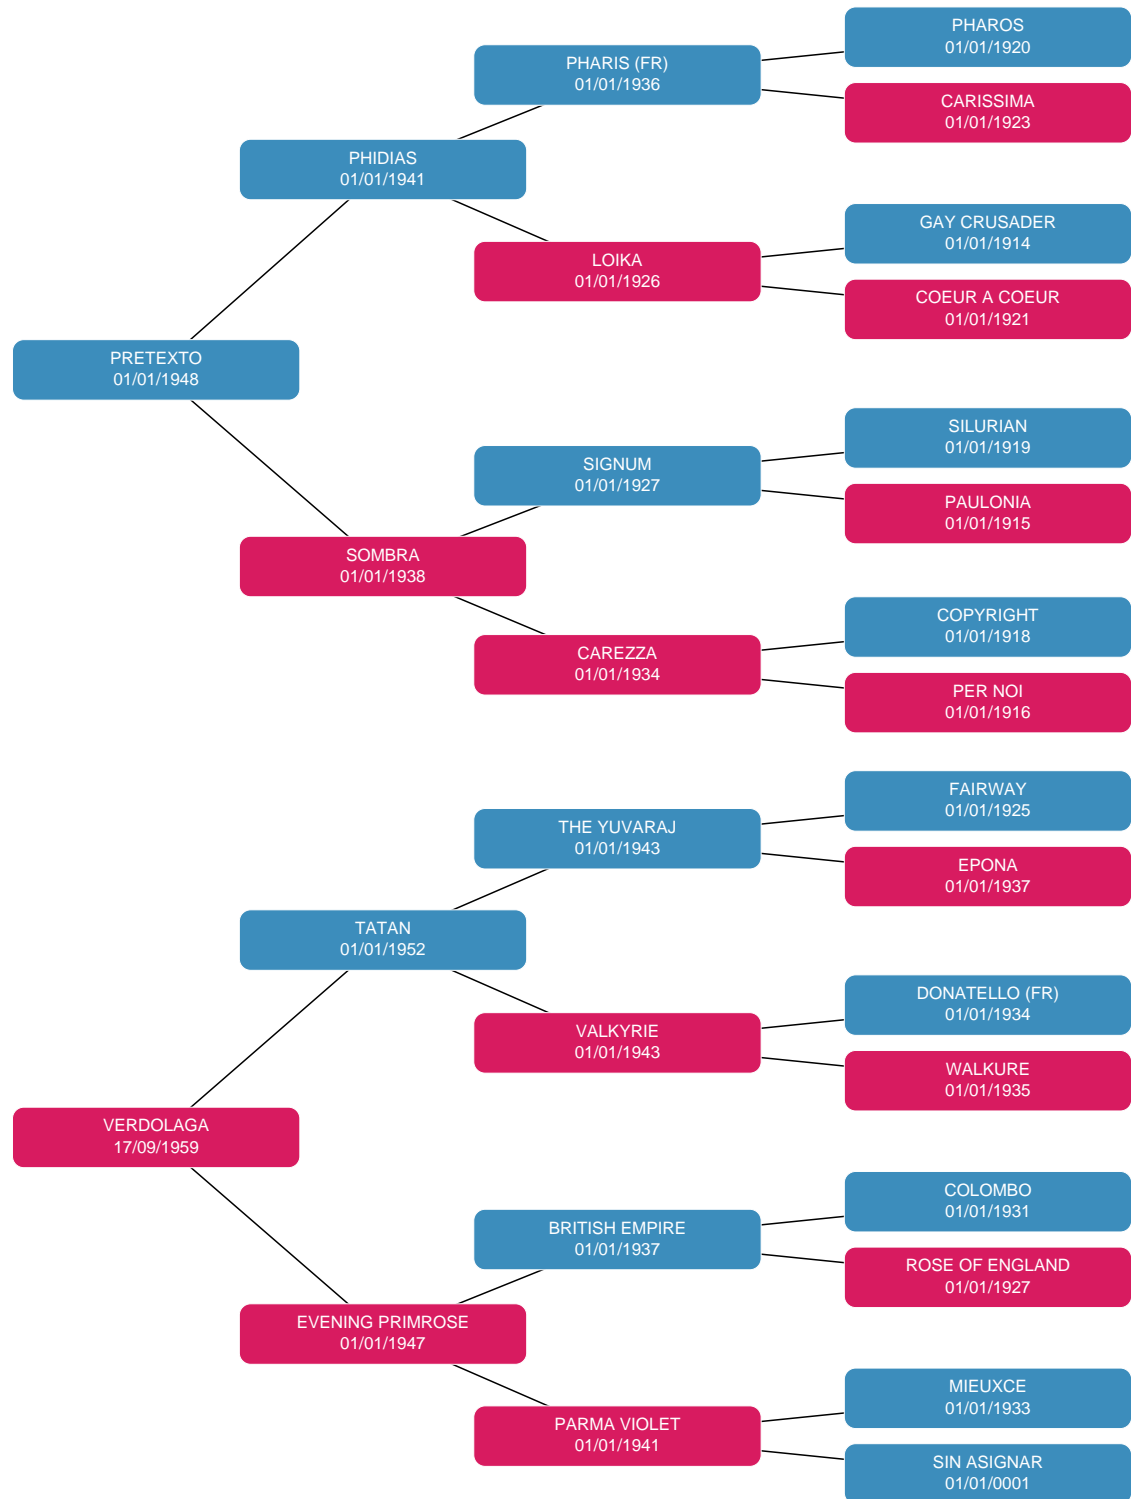 PHAROS
01/01/1920
PHARIS (FR)
01/01/1936
CARISSIMA
01/01/1923
PHIDIAS
01/01/1941
GAY CRUSADER
01/01/1914
LOIKA
01/01/1926
COEUR A COEUR
01/01/1921
PRETEXTO
01/01/1948
SILURIAN
01/01/1919
SIGNUM
01/01/1927
PAULONIA
01/01/1915
SOMBRA
01/01/1938
COPYRIGHT
01/01/1918
CAREZZA
01/01/1934
PER NOI
01/01/1916
FAIRWAY
01/01/1925
THE YUVARAJ
01/01/1943
EPONA
01/01/1937
TATAN
01/01/1952
DONATELLO (FR)
01/01/1934
VALKYRIE
01/01/1943
WALKURE
01/01/1935
VERDOLAGA
17/09/1959
COLOMBO
01/01/1931
BRITISH EMPIRE
01/01/1937
ROSE OF ENGLAND
01/01/1927
EVENING PRIMROSE
01/01/1947
MIEUXCE
01/01/1933
PARMA VIOLET
01/01/1941
SIN ASIGNAR
01/01/0001